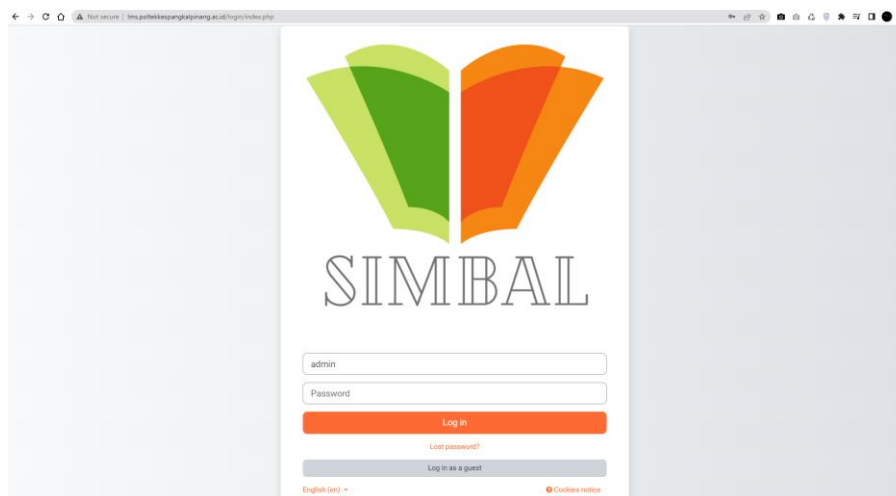 Not secure | lms.poltekkespangkalpinang.ac.id/login/index.php
SIMBAL
admin
Password
Log in
Lost password?
Log in as a guest
English (en)
Cookies notice